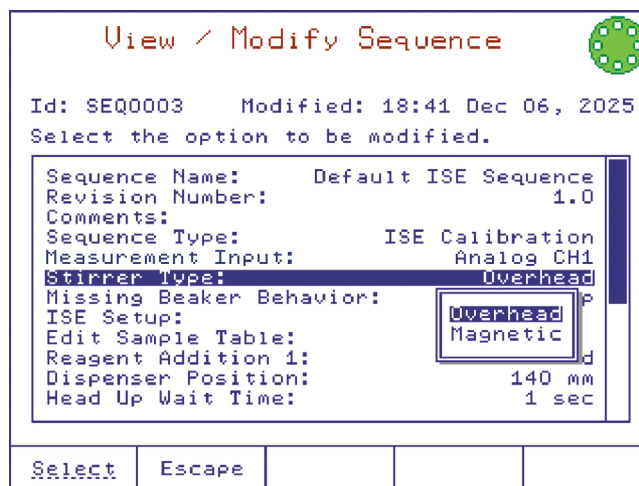 View / Modify Sequence
Id: SEQ0003 Modified: 18:41 Dec 06, 2025
Select the option to be modified.
Sequence Name: Default ISE Sequence
Revision Number: 1.0
Comments:
Sequence Type: ISE Calibration
Measurement Input: Analog CH1
Stirrer Type: Overhead
Missing Beaker Behavior:
Overhead
ISE Setup:
Magnetic
Edit Sample Table:
Reagent Addition 1:
Dispenser Position: 140 mm
Head Up Wait Time: 1 sec
Select Escape